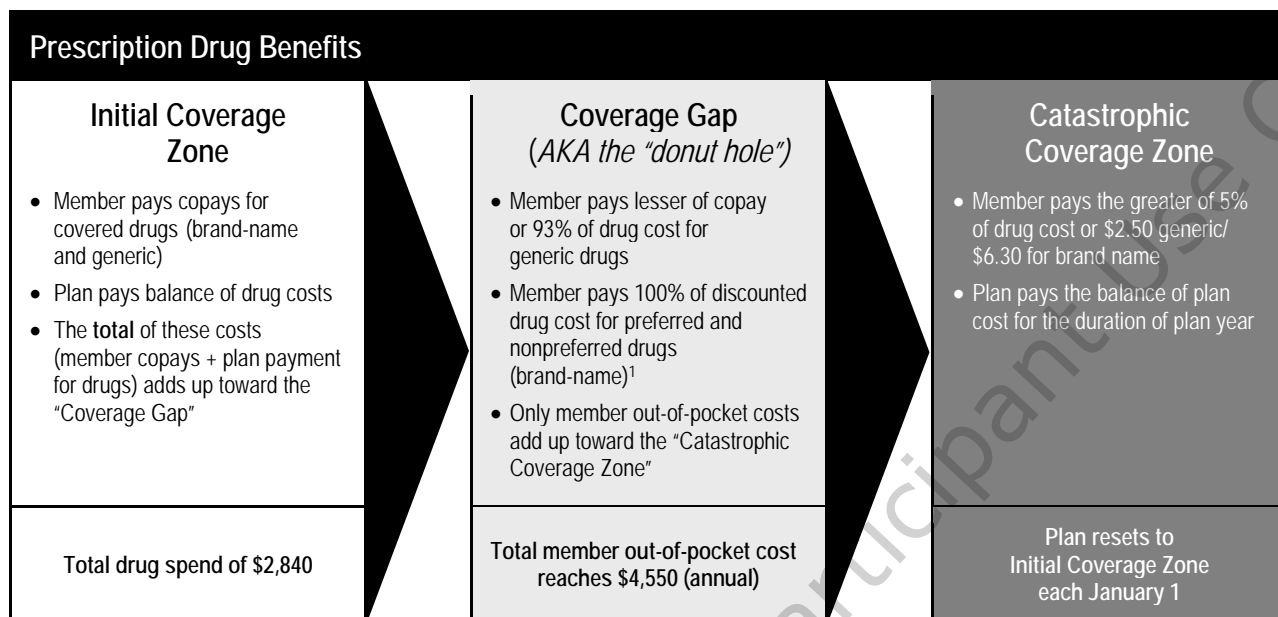 Prescription Drug Benefits
Initial Coverage
Zone
• Member pays copays for
covered drugs (brand-name
and generic)
• Plan pays balance of drug costs
• The total of these costs
(member copays + plan payment
for drugs) adds up toward the
“Coverage Gap”
Total drug spend of $2,840
Coverage Gap
(AKA the “donut hole”)
• Member pays lesser of copay
or 93% of drug cost for
generic drugs
• Member pays 100% of discounted
drug cost for preferred and
nonpreferred drugs
(brand-name)¹
• Only member out-of-pocket costs
add up toward the “Catastrophic
Coverage Zone”
Total member out-of-pocket cost
reaches $4,550 (annual)
Catastrophic
Coverage Zone
• Member pays the greater of 5%
of drug cost or $2.50 generic/
$6.30 for brand name
• Plan pays the balance of plan
cost for the duration of plan year
Plan resets to
Initial Coverage Zone
each January 1
articipant Use